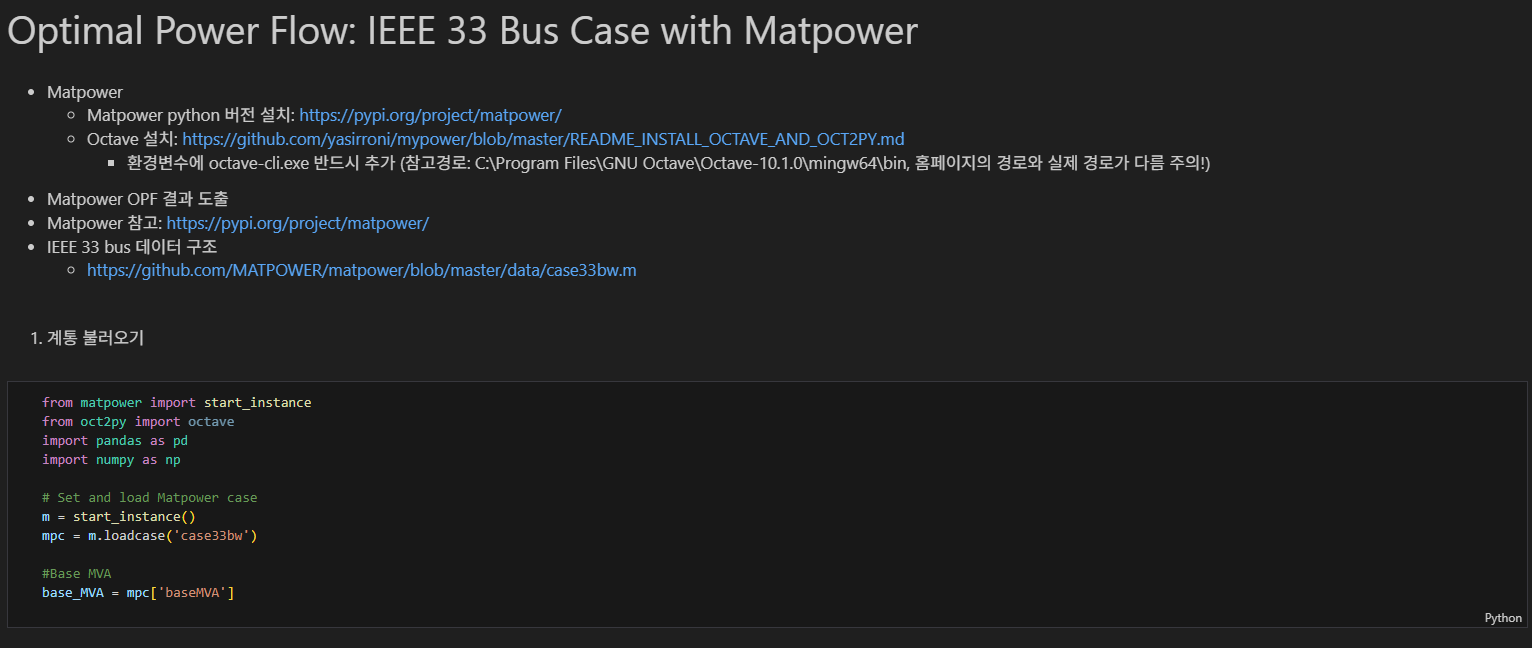 Optimal Power Flow: IEEE 33 Bus Case with Matpower
Matpower
Matpower python 버전 설치: https://pypi.org/project/matpower/
Octave 설치: https://github.com/yasirroni/mypower/blob/master/README_INSTALL_OCTAVE_AND_OCT2PY.md
환경변수에 octave-cli.exe 반드시 추가 (참고경로: C:\Program Files\GNU Octave\Octave-10.1.0\mingw64\bin, 홈페이지의 경로와 실제 경로가 다름 주의!)
Matpower OPF 결과 도출
Matpower 참고: https://pypi.org/project/matpower/
IEEE 33 bus 데이터 구조
https://github.com/MATPOWER/matpower/blob/master/data/case33bw.m
1. 계통 불러오기
from matpower import start_instance
from oct2py import octave
import pandas as pd
import numpy as np
# Set and load Matpower case
m = start_instance()
mpc = m.loadcase('case33bw')
#Base MVA
base_MVA = mpc['baseMVA']
Python